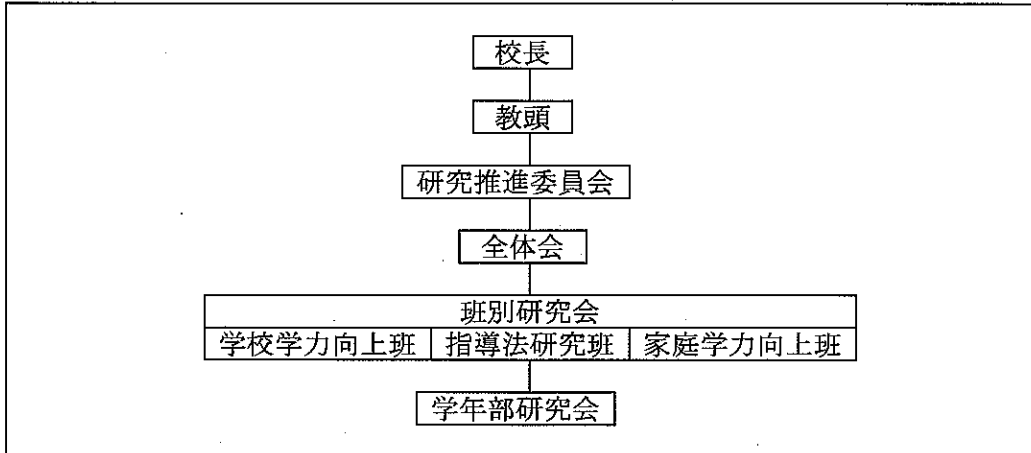 校長
教頭
研究推進委員会
全体会
班別研究会
学校学力向上班 指導法研究班 家庭学力向上班
学年部研究会